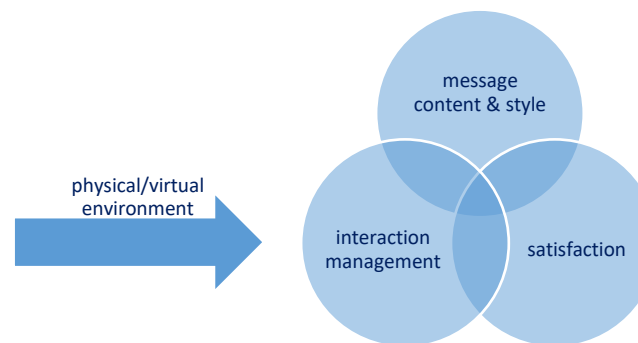 message
content & style
physical/virtual
environment
interaction
management
satisfaction